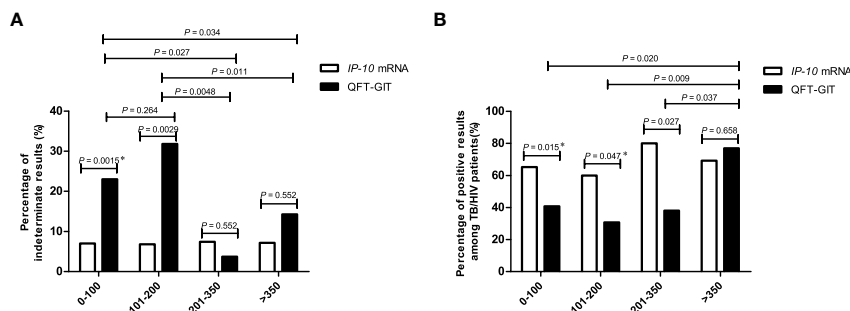 A
P = 0.034
P = 0.027
P = 0.011
P = 0.0048
IP-10 mRNA
QFT-GIT
Percentage of
indeterminate results (%)
40
30
20
10
0
P = 0.264
P = 0.0029
P = 0.0015*
P = 0.552
P = 0.552
0-100
101-200
201-350
>350
B
P = 0.020
P = 0.009
P = 0.037
IP-10 mRNA
QFT-GIT
Percentage of positive results
among TB/HIV patients(%)
100
80
60
40
20
0
P = 0.015*
P = 0.047*
P = 0.027
P = 0.658
0-100
101-200
201-350
>350